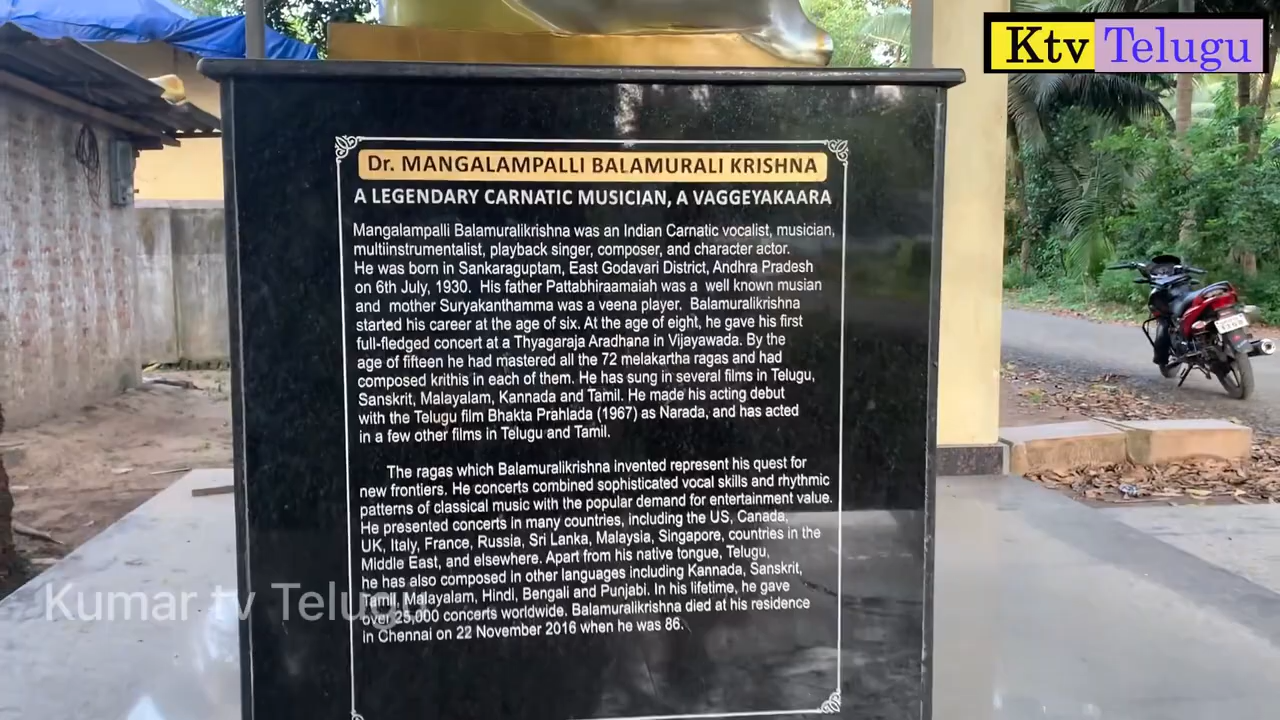 Ktv Telugu
Dr. MANGALAMPALLI BALAMURALI KRISHNA
A LEGENDARY CARNATIC MUSICIAN, A VAGGEYAKAARA
Mangalampalli Balamuralikrishna was an Indian Carnatic vocalist, musician,
multiinstrumentalist, playback singer, composer, and character actor.
He was born in Sankaraguptam, East Godavari District, Andhra Pradesh
on 6th July, 1930. His father Pattabhiraamaiah was a well known musian
and mother Suryakanthamma was a veena player. Balamuralikrishna
started his career at the age of six. At the age of eight, he gave his first
full-fledged concert at a Thyagaraja Aradhana in Vijayawada. By the
age of fifteen he had mastered all the 72 melakartha ragas and had
composed krithis in each of them. He has sung in several films in Telugu,
Sanskrit, Malayalam, Kannada and Tamil. He made his acting debut
with the Telugu film Bhakta Prahlada (1967) as Narada, and has acted
in a few other films in Telugu and Tamil.
The ragas which Balamuralikrishna invented represent his quest for
new frontiers. He concerts combined sophisticated vocal skills and rhythmic
patterns of classical music with the popular demand for entertainment value.
He presented concerts in many countries, including the US, Canada,
UK, Italy, France, Russia, Sri Lanka, Malaysia, Singapore, countries in the
Middle East, and elsewhere. Apart from his native tongue, Telugu,
he has also composed in other languages including Kannada, Sanskrit,
Tamil, Malayalam, Hindi, Bengali and Punjabi. In his lifetime, he gave
over 25,000 concerts worldwide. Balamuralikrishna died at his residence
in Chennai on 22 November 2016 when he was 86.
Kumar tv Telugu